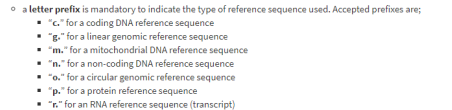 a letter prefix is mandatory to indicate the type of reference sequence used. Accepted prefixes are;
"c." for a coding DNA reference sequence
"g." for a linear genomic reference sequence
"m." for a mitochondrial DNA reference sequence
"n." for a non-coding DNA reference sequence
"o." for a circular genomic reference sequence
"p." for a protein reference sequence
"r." for an RNA reference sequence (transcript)